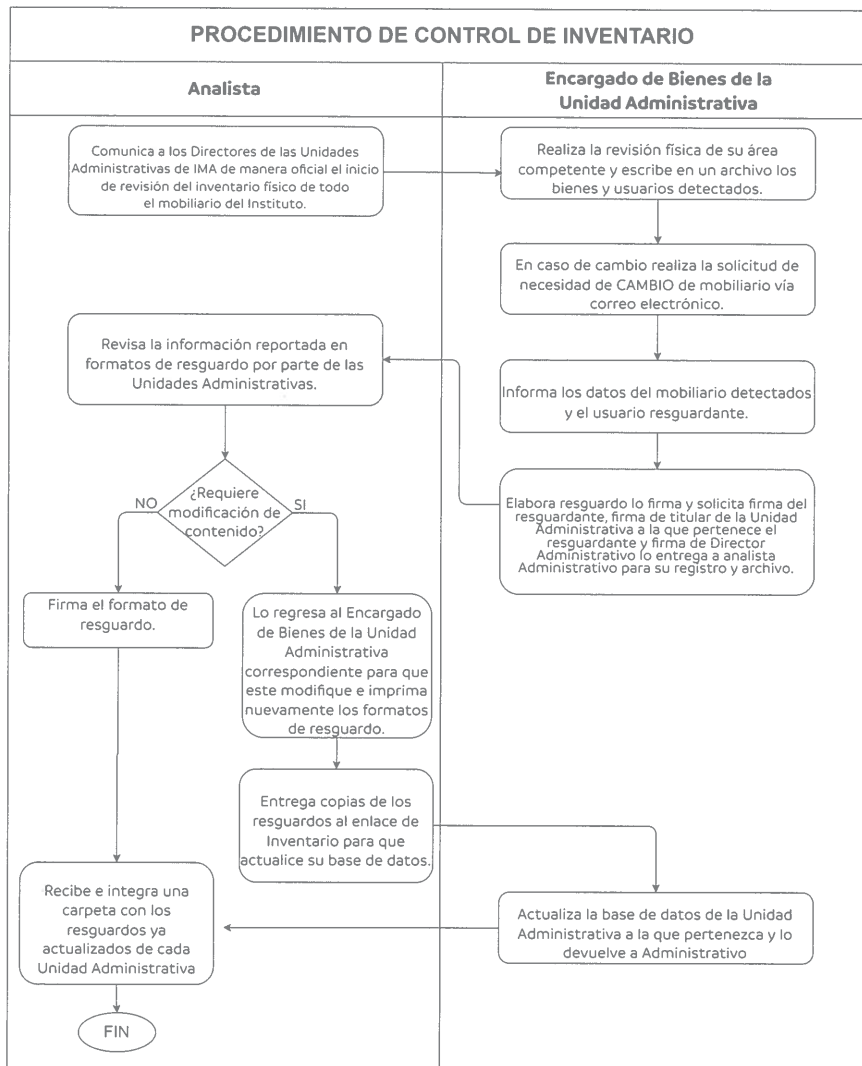 PROCEDIMIENTO DE CONTROL DE INVENTARIO
Analista
Encargado de Bienes de la
Unidad Administrativa
Comunica a los Directores de las Unidades
Administrativas de IMA de manera oficial el inicio
de revisión del inventario físico de todo
el mobiliario del Instituto.
Realiza la revisión física de su área
competente y escribe en un archivo los
bienes y usuarios detectados.
En caso de cambio realiza la solicitud de
necesidad de CAMBIO de mobiliario vía
correo electrónico.
Revisa la información reportada en
formatos de resguardo por parte de las
Unidades Administrativas.
Informa los datos del mobiliario detectados
y el usuario resguardante.
Elabora resguardo lo firma y solicita firma del
resguardante, firma de titular de la Unidad
Administrativa a la que pertenece el
resguardante y firma de Director
Administrativo lo entrega a analista
Administrativo para su registro y archivo.
¿Requiere
modificación de
contenido?
NO
SI
Firma el formato de
resguardo.
Lo regresa al Encargado
de Bienes de la Unidad
Administrativa
correspondiente para que
este modifique e imprima
nuevamente los formatos
de resguardo.
Entrega copias de los
resguardos al enlace de
Inventario para que
actualice su base de datos.
Recibe e integra una
carpeta con los
resguardos ya
actualizados de cada
Unidad Administrativa
Actualiza la base de datos de la Unidad
Administrativa a la que pertenezca y lo
devuelve a Administrativo
FIN